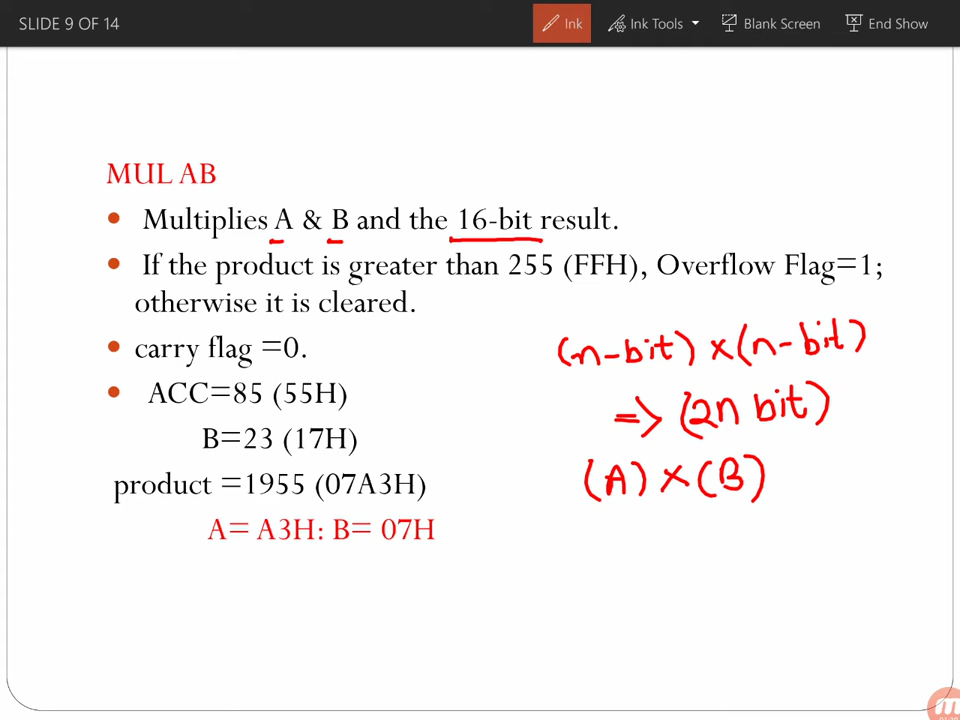 SLIDE 9 OF 14
Ink
Ink Tools
Blank Screen
End Show
MUL AB
• Multiplies A & B and the 16-bit result.
• If the product is greater than 255 (FFH), Overflow Flag=1;
otherwise it is cleared.
• carry flag =0.
• ACC=85 (55H)
B=23 (17H)
product =1955 (07A3H)
A= A3H: B= 07H
(n-bit) × (n-bit)
=> (2n bit)
(A) × (B)